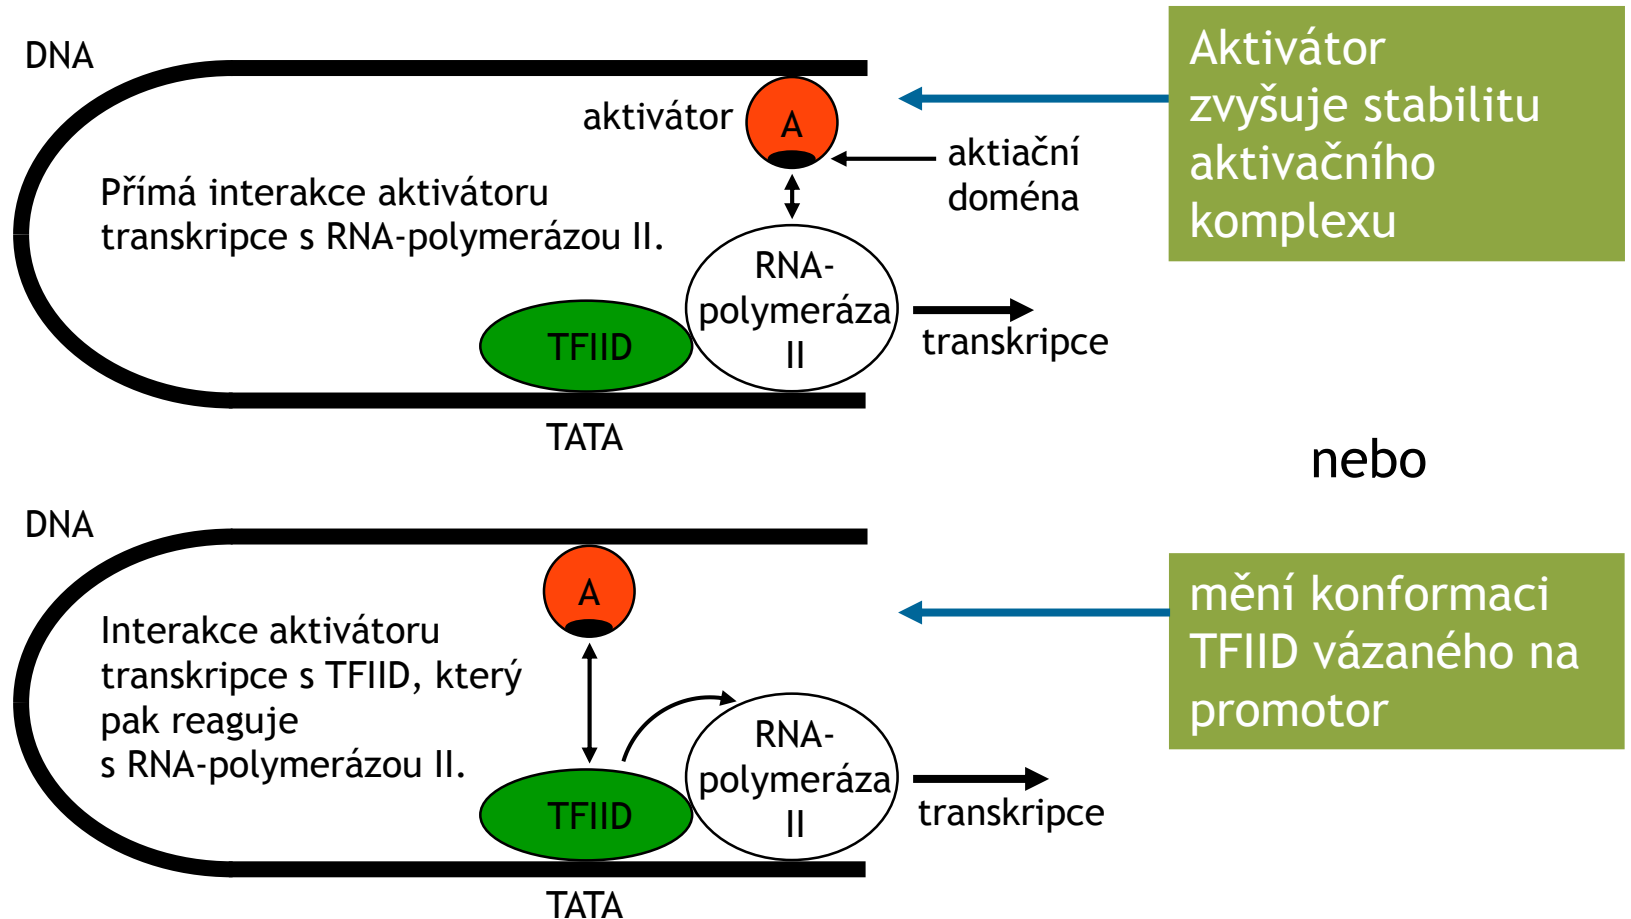 DNA
aktivátor
A
aktiační
doména
Přímá interakce aktivátoru
transkripce s RNA-polymerázou II.
RNA-
polymeráza
II
TFIID
transkripce
TATA
Aktivátor
zvyšuje stabilitu
aktivačního
komplexu
nebo
DNA
A
Interakce aktivátoru
transkripce s TFIID, který
pak reaguje
s RNA-polymerázou II.
RNA-
polymeráza
II
TFIID
transkripce
TATA
mění konformaci
TFIID vázaného na
promotor